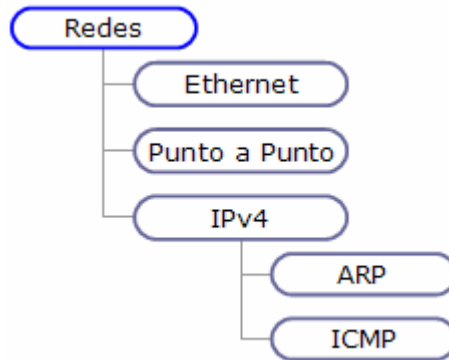 Redes
Ethernet
Punto a Punto
IPv4
ARP
ICMP